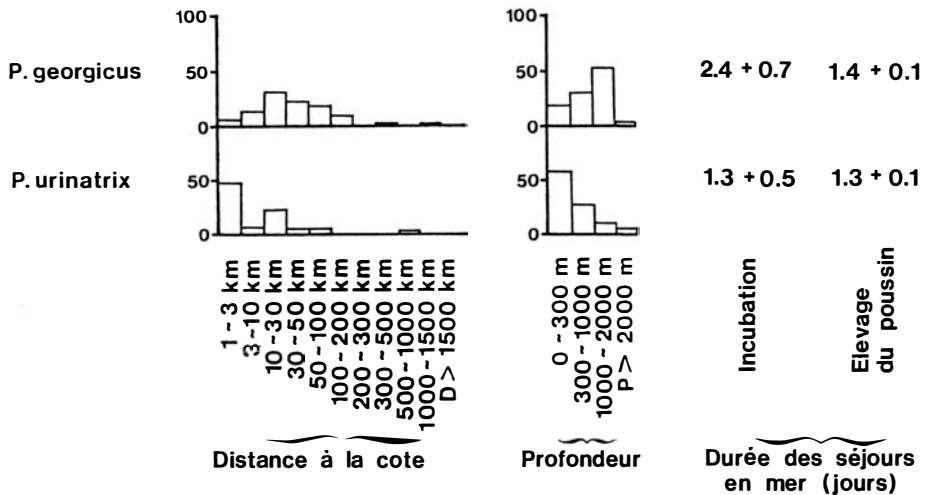 100
100
P. georgicus
50
50
2.4 + 0.7
1.4 + 0.1
0
0
P. urinatrix
50
50
1.3 + 0.5
1.3 + 0.1
0
0
1 ~ 3 km
3 ~ 10 km
10 ~ 30 km
30 ~ 50 km
50 ~ 100 km
100 ~ 200 km
200 ~ 300 km
300 ~ 500 km
500 ~ 1000 km
1000 ~ 1500 km
D > 1500 km
0 ~ 300 m
300 ~ 1000 m
1000 ~ 2000 m
P > 2000 m
Incubation
Elevage
du poussin
Distance à la cote
Profondeur
Durée des séjours
en mer (jours)